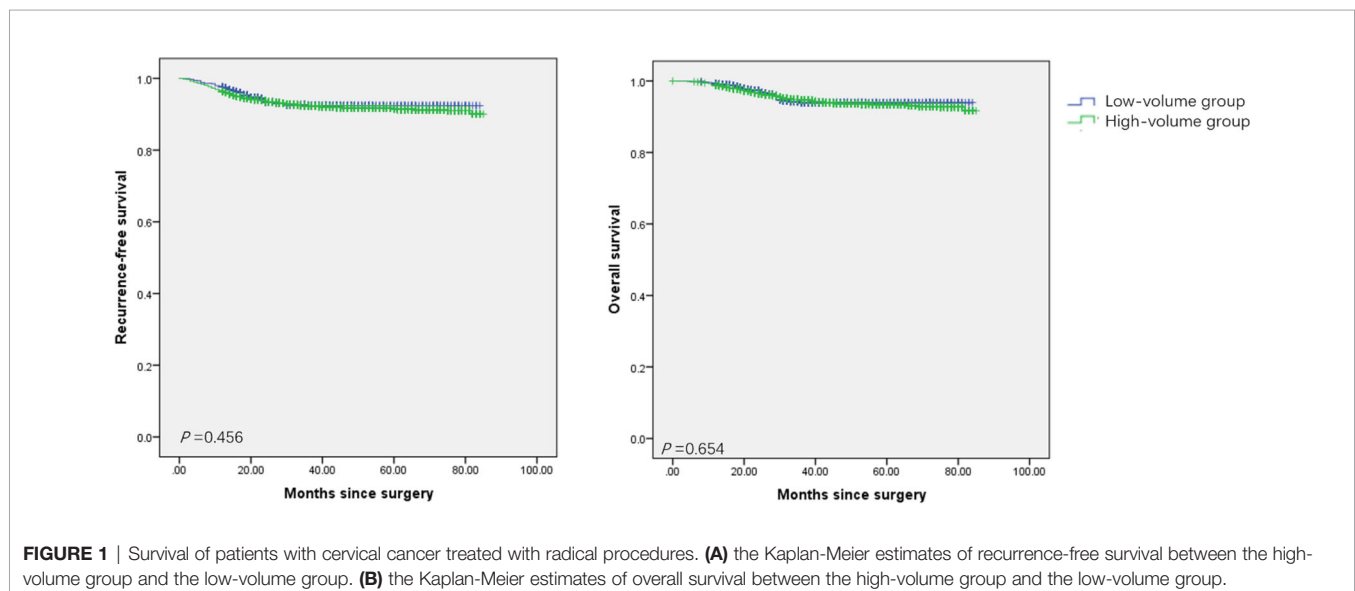 1.0
0.8
0.6
0.4
0.2
0.0
Recurrence-free survival
P =0.456
.00 20.00 40.00 60.00 80.00 100.00
Months since surgery
1.0
0.8
0.6
0.4
0.2
0.0
Overall survival
P =0.654
.00 20.00 40.00 60.00 80.00 100.00
Months since surgery
Low-volume group
High-volume group
FIGURE 1 | Survival of patients with cervical cancer treated with radical procedures. (A) the Kaplan-Meier estimates of recurrence-free survival between the high-
volume group and the low-volume group. (B) the Kaplan-Meier estimates of overall survival between the high-volume group and the low-volume group.